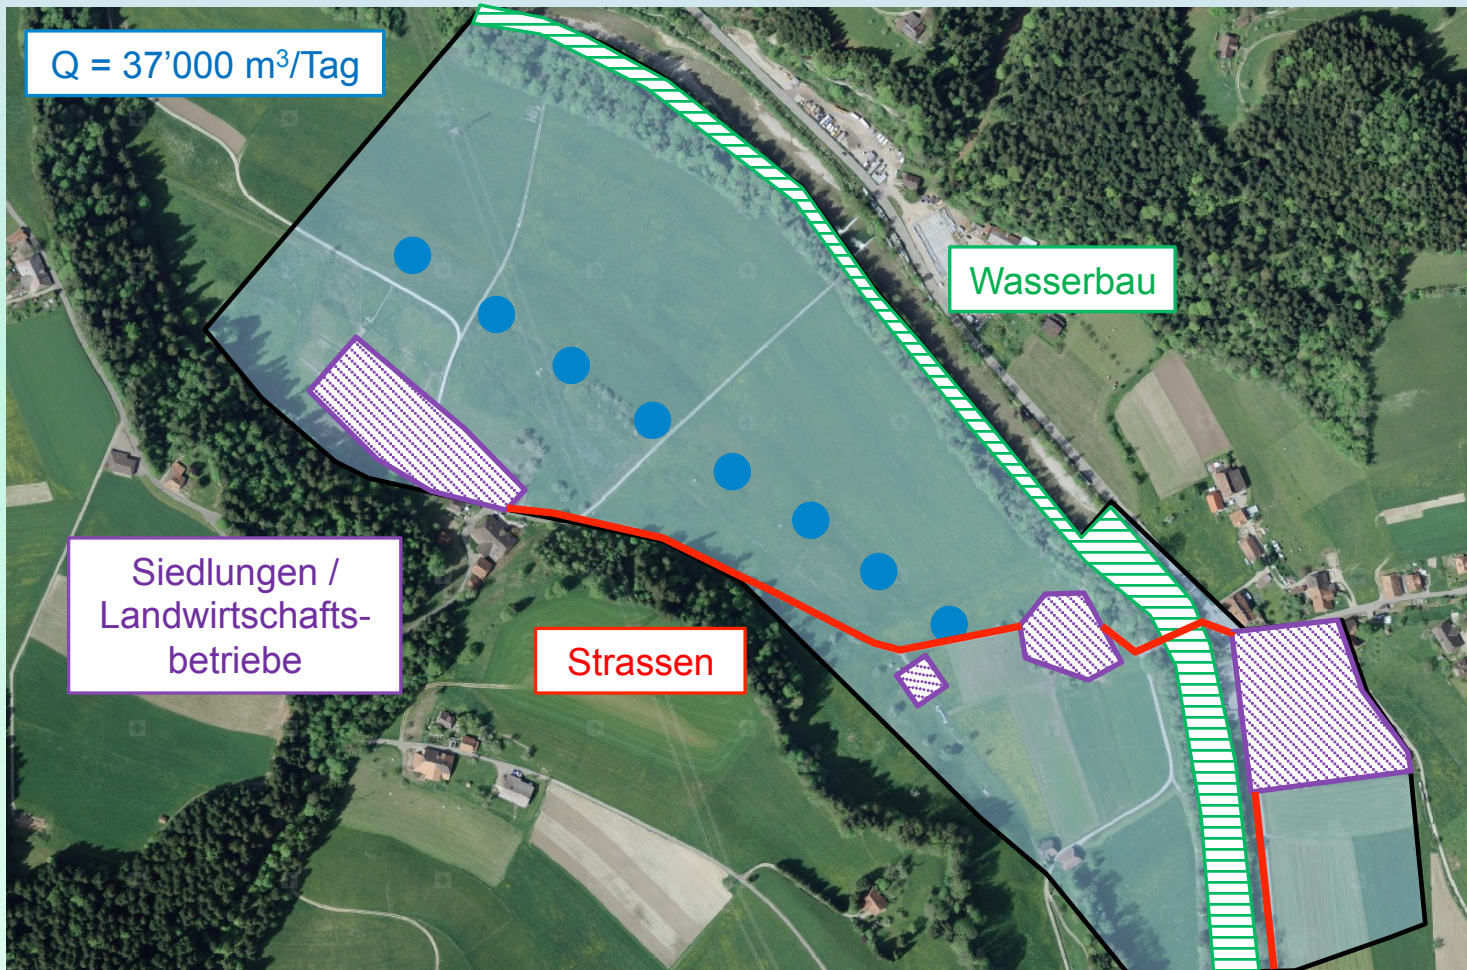 Q = 37’000 m³/Tag
Wasserbau
Siedlungen /
Landwirtschafts-
betriebe
Strassen